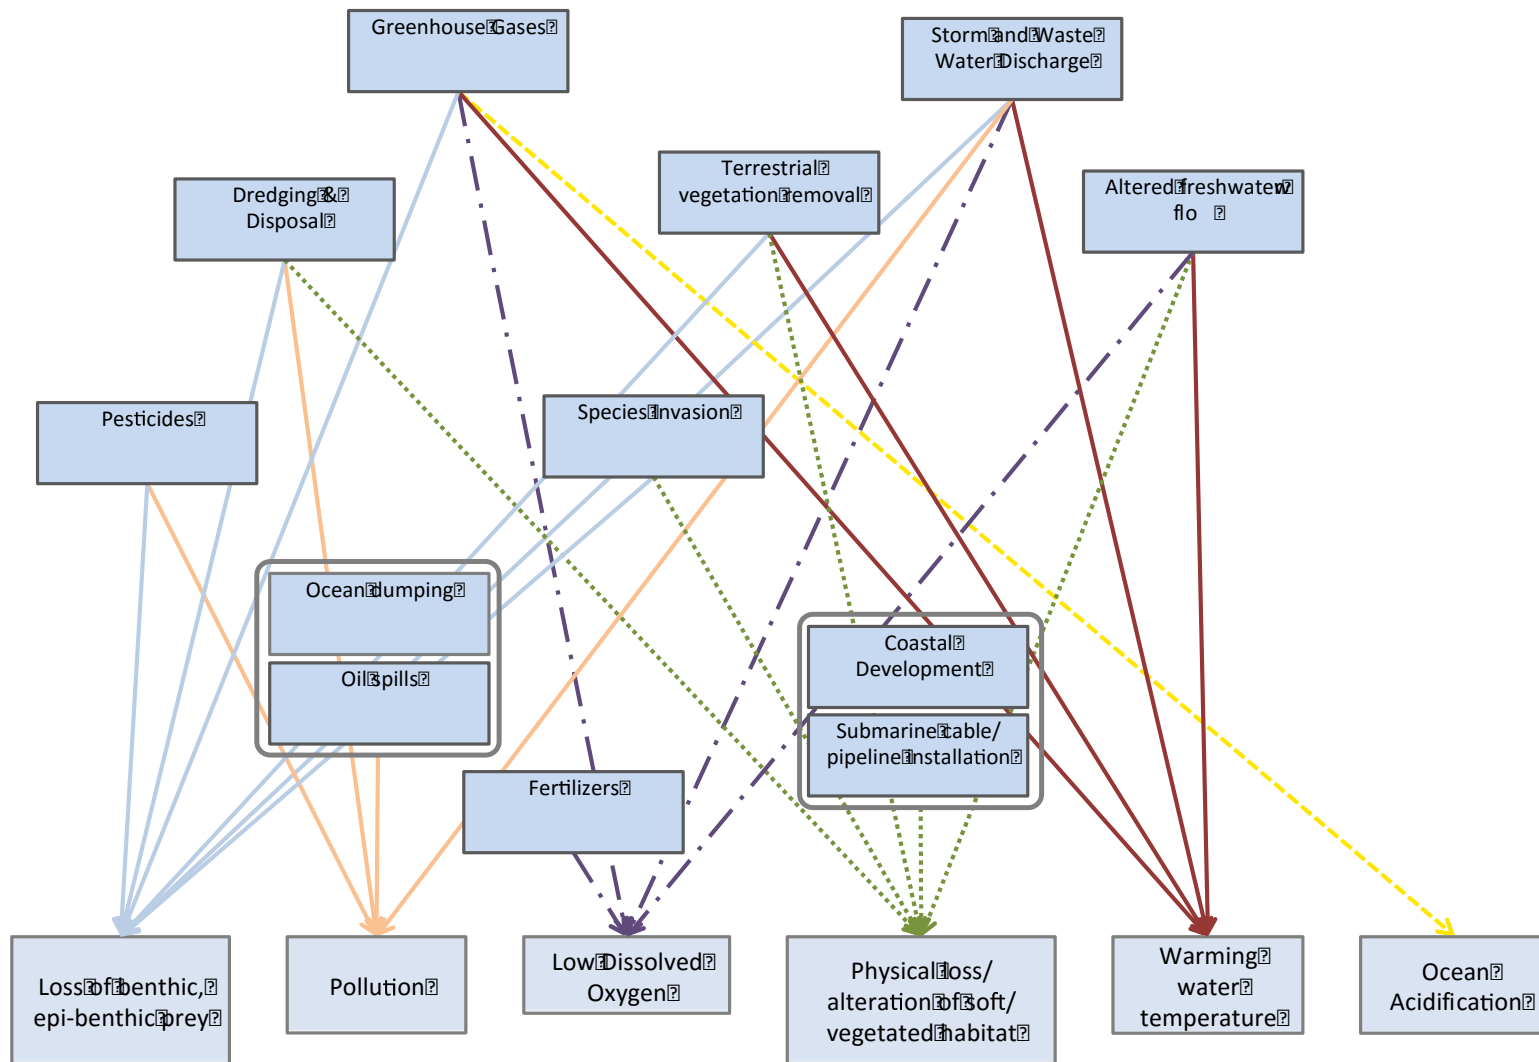 Greenhouse Gases
Storm and Waste
Water Discharge
Terrestrial
vegetation removal
Dredging &
Disposal
Altered freshwater
flo
Pesticides
Species Invasion
Ocean dumping
Oil spills
Coastal
Development
Submarine cable/
pipeline installation
Fertilizers
Loss of benthic,
epi-benthic prey
Pollution
Low Dissolved
Oxygen
Physical loss/
alteration of soft/
vegetated habitat
Warming
water
temperature
Ocean
Acidification